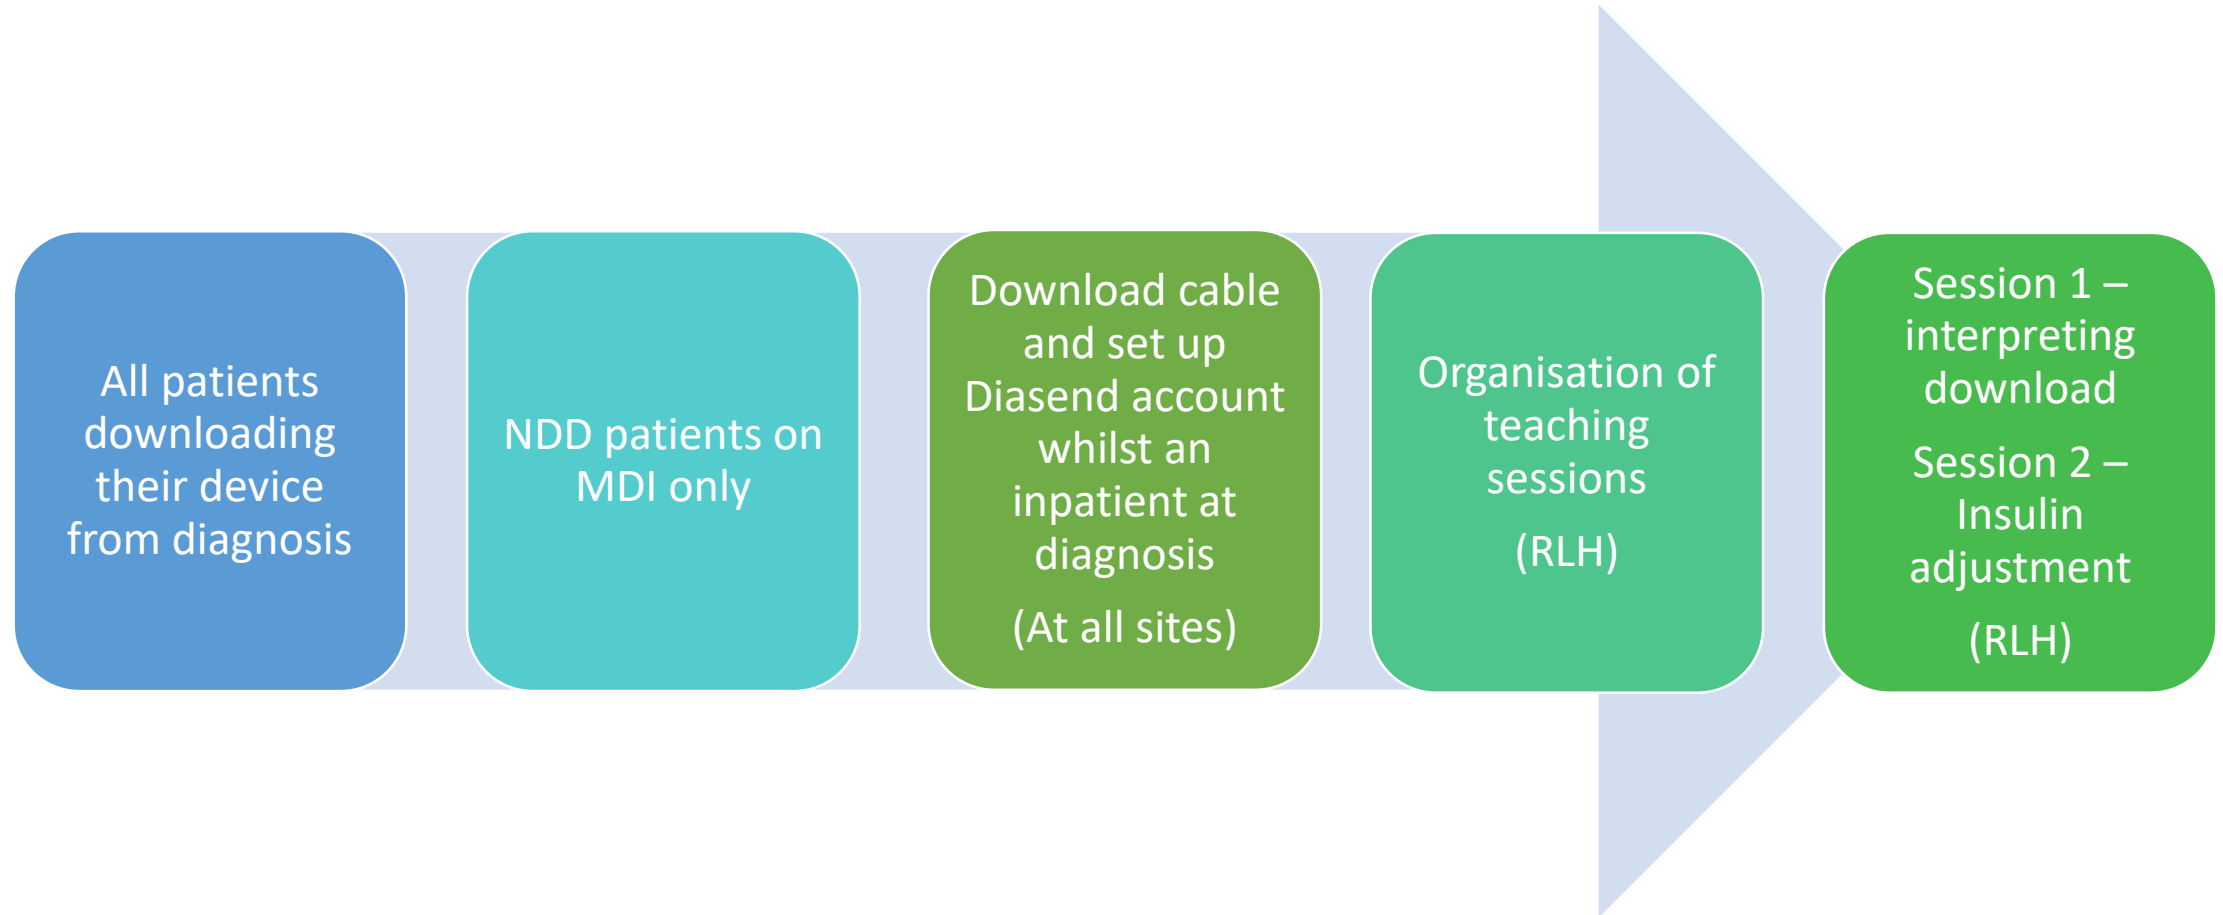 All patients
downloading
their device
from diagnosis
NDD patients on
MDI only
Download cable
and set up
Diasend account
whilst an
inpatient at
diagnosis
(At all sites)
Organisation of
teaching
sessions
(RLH)
Session 1 –
interpreting
download
Session 2 –
Insulin
adjustment
(RLH)